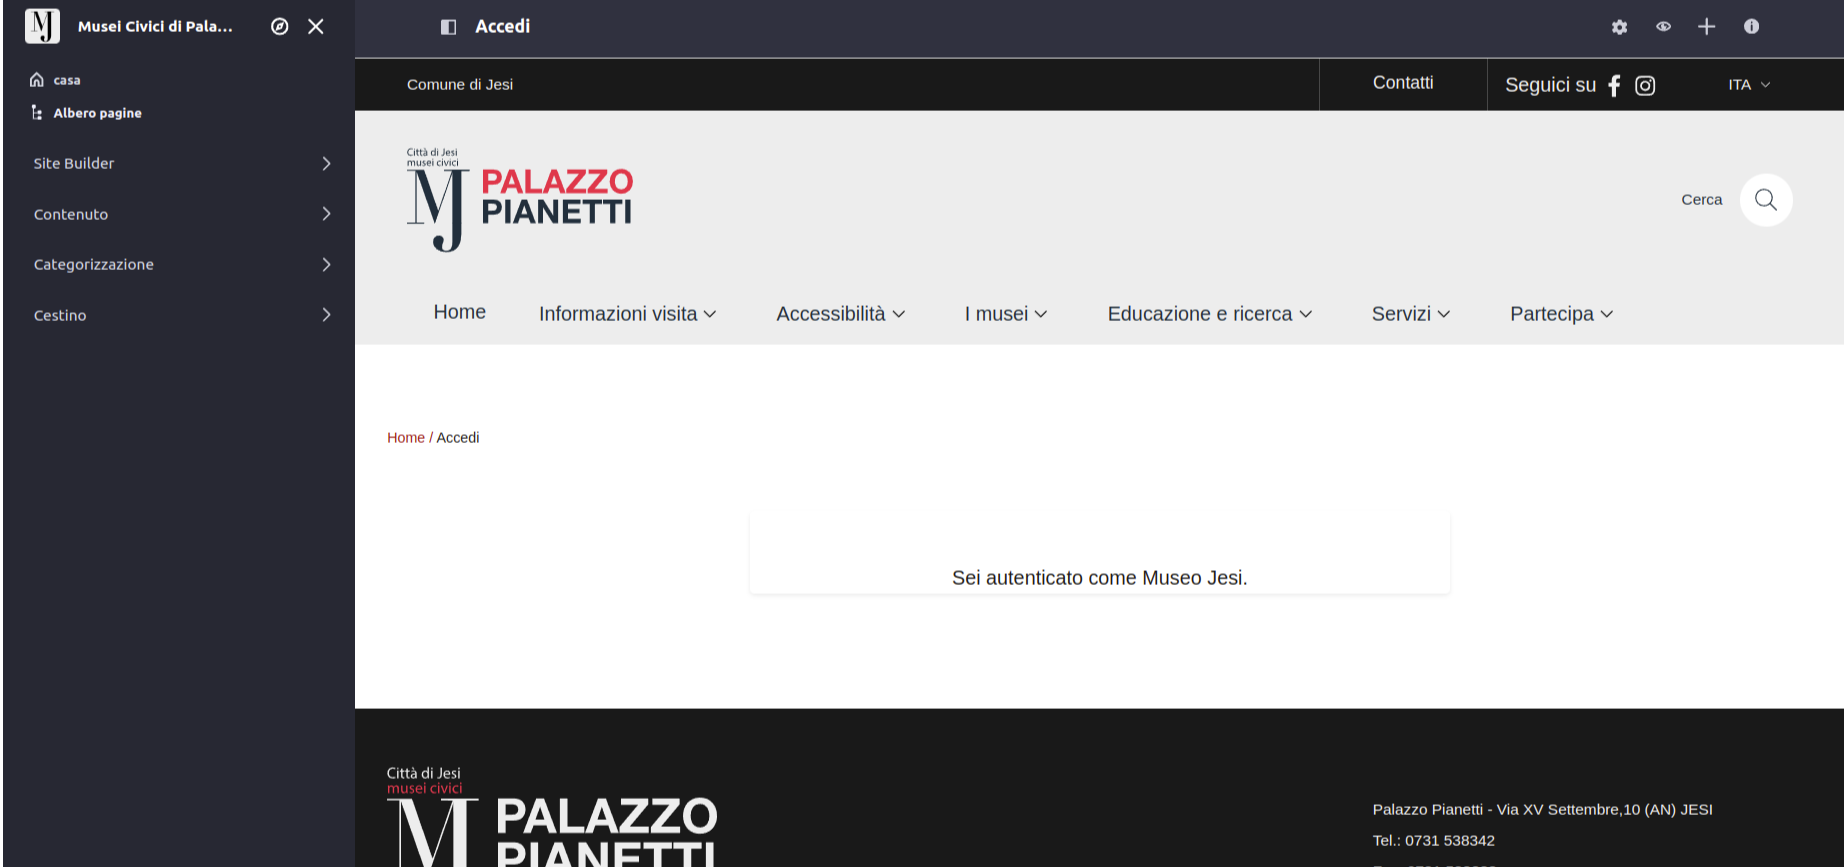 Musei Civici di Pala...
casa
Albero pagine
Site Builder
Contenuto
Categorizzazione
Cestino
Accedi
Comune di Jesi
Contatti
Seguici su
ITA
Città di Jesi
musei civici
MJ PALAZZO
PIANETTI
Cerca
Home Informazioni visita Accessibilità I musei Educazione e ricerca Servizi Partecipa
Home / Accedi
Sei autenticato come Museo Jesi.
Città di Jesi
musei civici
PALAZZO
PIANETTI
Palazzo Pianetti - Via XV Settembre,10 (AN) JESI
Tel.: 0731 538342